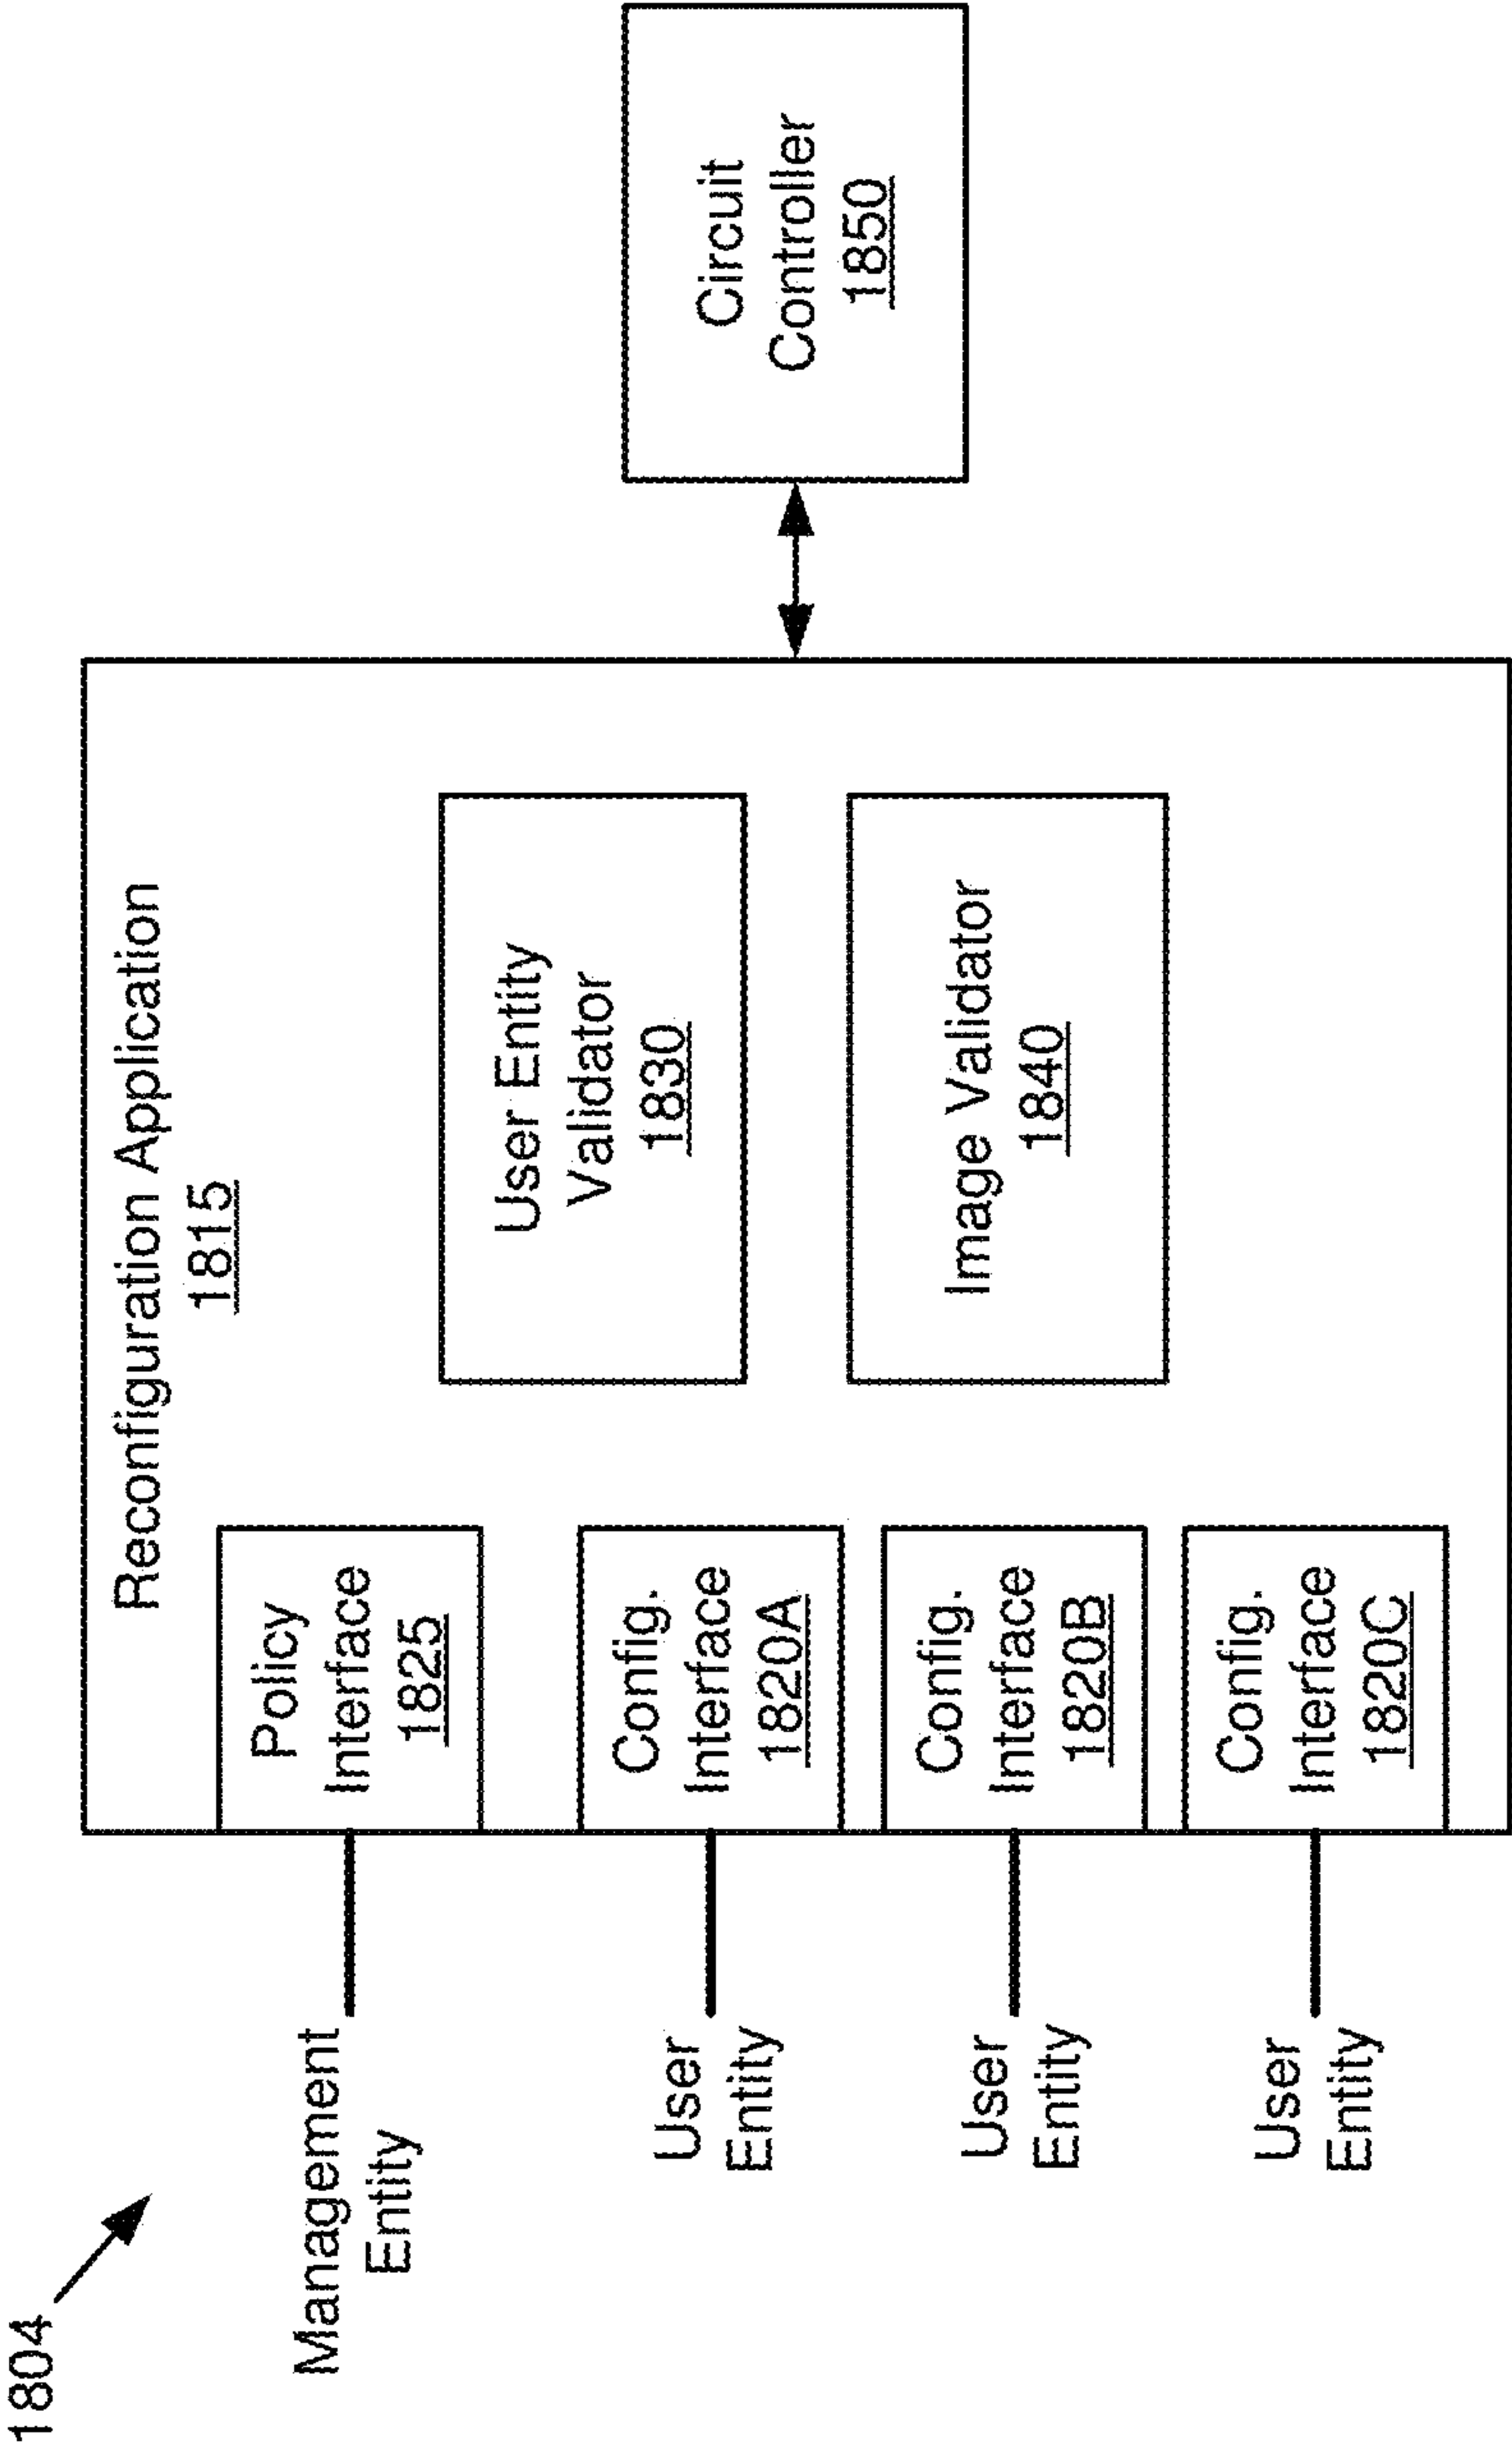 1804
Reconfiguration Application
1815
Management
Entity
Policy
Interface
1825
User
Entity
Config.
Interface
1820A
User
Entity
Config.
Interface
1820B
User
Entity
Config.
Interface
1820C
User Entity
Validator
1830
Image Validator
1840
Circuit
Controller
1850